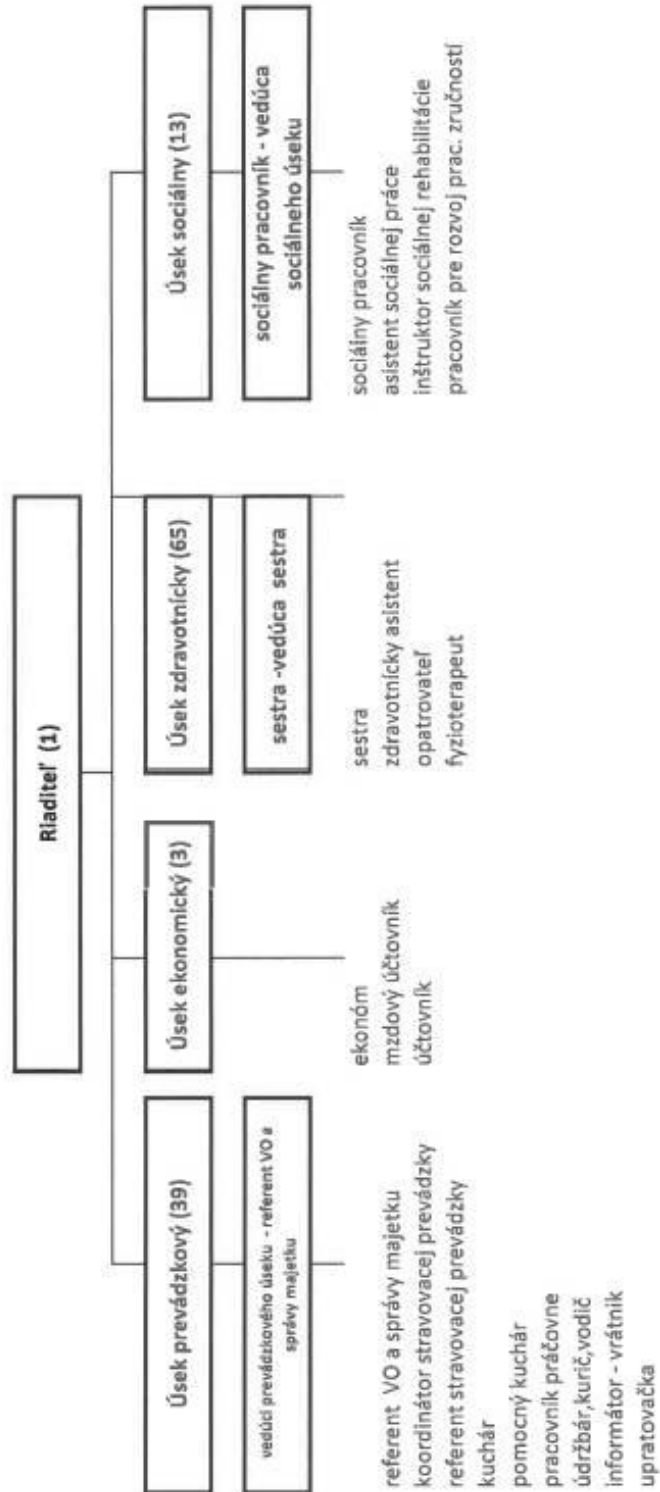 Riaditeľ (1)
Úsek prevádzkový (39)
vedúci prevádzkového úseku - referent VO a
správy majetku
referent VO a správy majetku
koordinátor stravovacej prevádzky
referent stravovacej prevádzky
kuchár
pomocný kuchár
pracovník práčovne
údržbár,kurič,vodič
informátor - vrátnik
upratovačka
Úsek ekonomický (3)
ekonóm
mzdový účtovník
účtovník
Úsek zdravotnícky (65)
sestra -vedúca sestra
sestra
zdravotnícky asistent
opatrovateľ
fyzioterapeut
Úsek sociálny (13)
sociálny pracovník - vedúca
sociálneho úseku
sociálny pracovník
asistent sociálnej práce
inštruktor sociálnej rehabilitácie
pracovník pre rozvoj prac. zručností